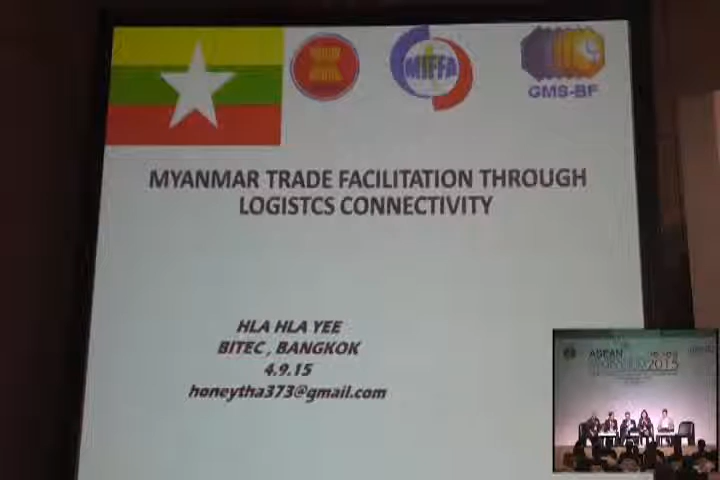 MIFFA
GMS-BF
MYANMAR TRADE FACILITATION THROUGH
LOGISTCS CONNECTIVITY
HLA HLA YEE
BITEC , BANGKOK
4.9.15
honeytha373@gmail.com
ASEAN
2015